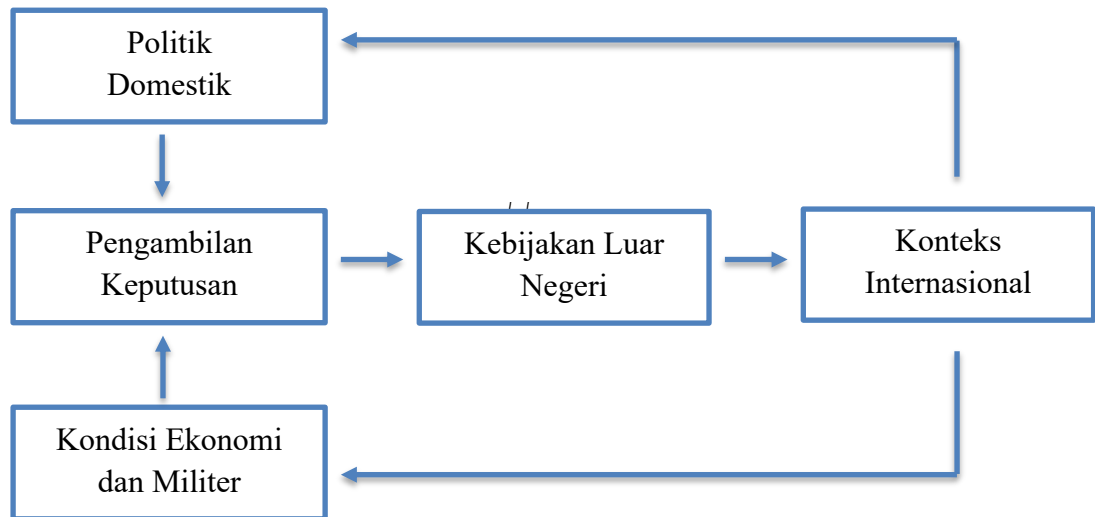 Politik
Domestik
Pengambilan
Keputusan
Kebijakan Luar
Negeri
Konteks
Internasional
Kondisi Ekonomi
dan Militer